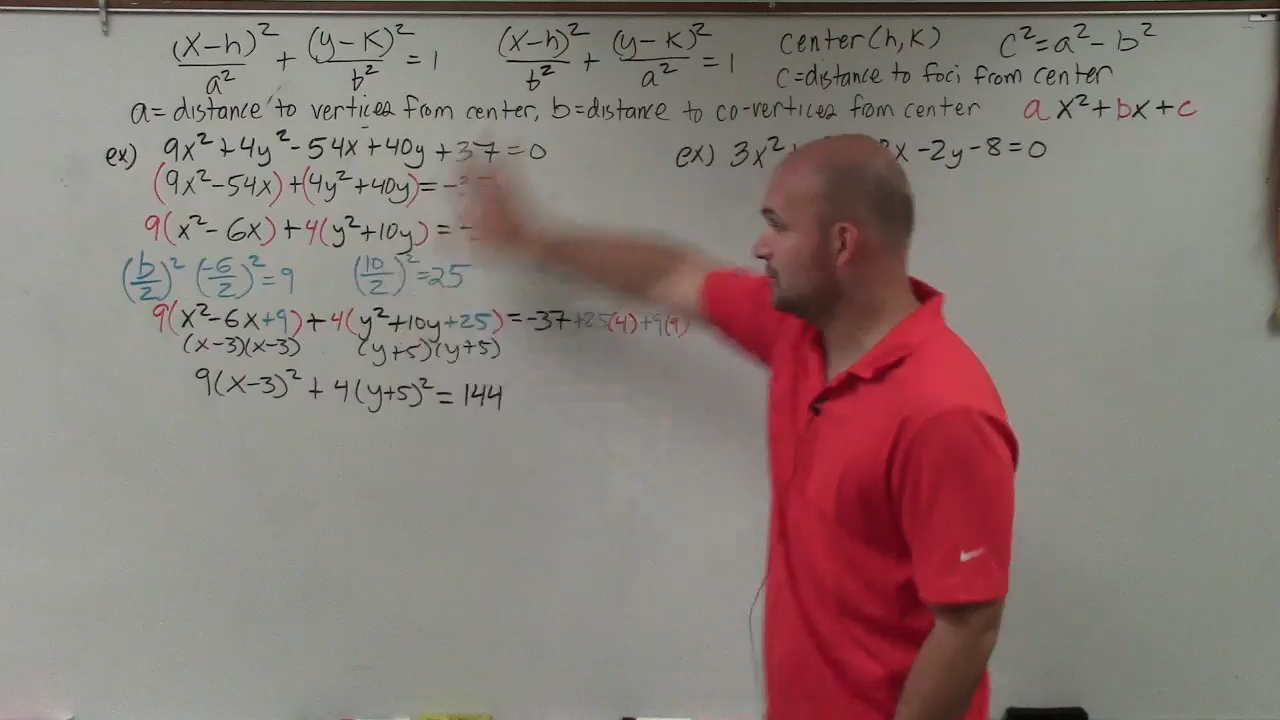 (x-h)²/a² + (y-k)²/b² = 1 (x-h)²/b² + (y-k)²/a² = 1 center (h,k) c²=a²-b²
c=distance to foci from center
a= distance to vertices from center, b=distance to co-vertices from center ax²+bx+c
ex) 9x²+4y²-54x+40y+37=0 ex) 3x²+ x-2y-8=0
(9x²-54x)+(4y²+40y)=-3
9(x²-6x)+4(y²+10y)=-
(b/2)² (-6/2)²=9 (10/2)²=25
9(x²-6x+9)+4(y²+10y+25)=-37+25(4)+9(9)
(x-3)(x-3) (y+5)(y+5)
9(x-3)²+4(y+5)²=144